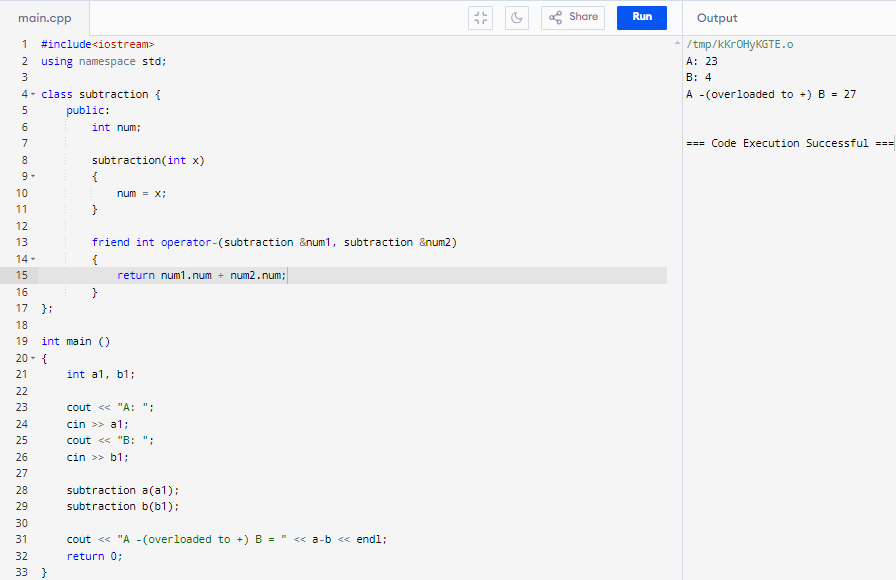 main.cpp
Share
Run
Output
1 #include<iostream>
2 using namespace std;
3
4 class subtraction {
5 public:
6 int num;
7
8 subtraction(int x)
9 {
10 num = x;
11 }
12
13 friend int operator-(subtraction &num1, subtraction &num2)
14 {
15 return num1.num + num2.num;
16 }
17 };
18
19 int main ()
20 {
21 int a1, b1;
22
23 cout << "A: ";
24 cin >> a1;
25 cout << "B: ";
26 cin >> b1;
27
28 subtraction a(a1);
29 subtraction b(b1);
30
31 cout << "A -(overloaded to +) B = " << a-b << endl;
32 return 0;
33 }
/tmp/kKrOHyKGTE.o
A: 23
B: 4
A -(overloaded to +) B = 27
=== Code Execution Successful ===